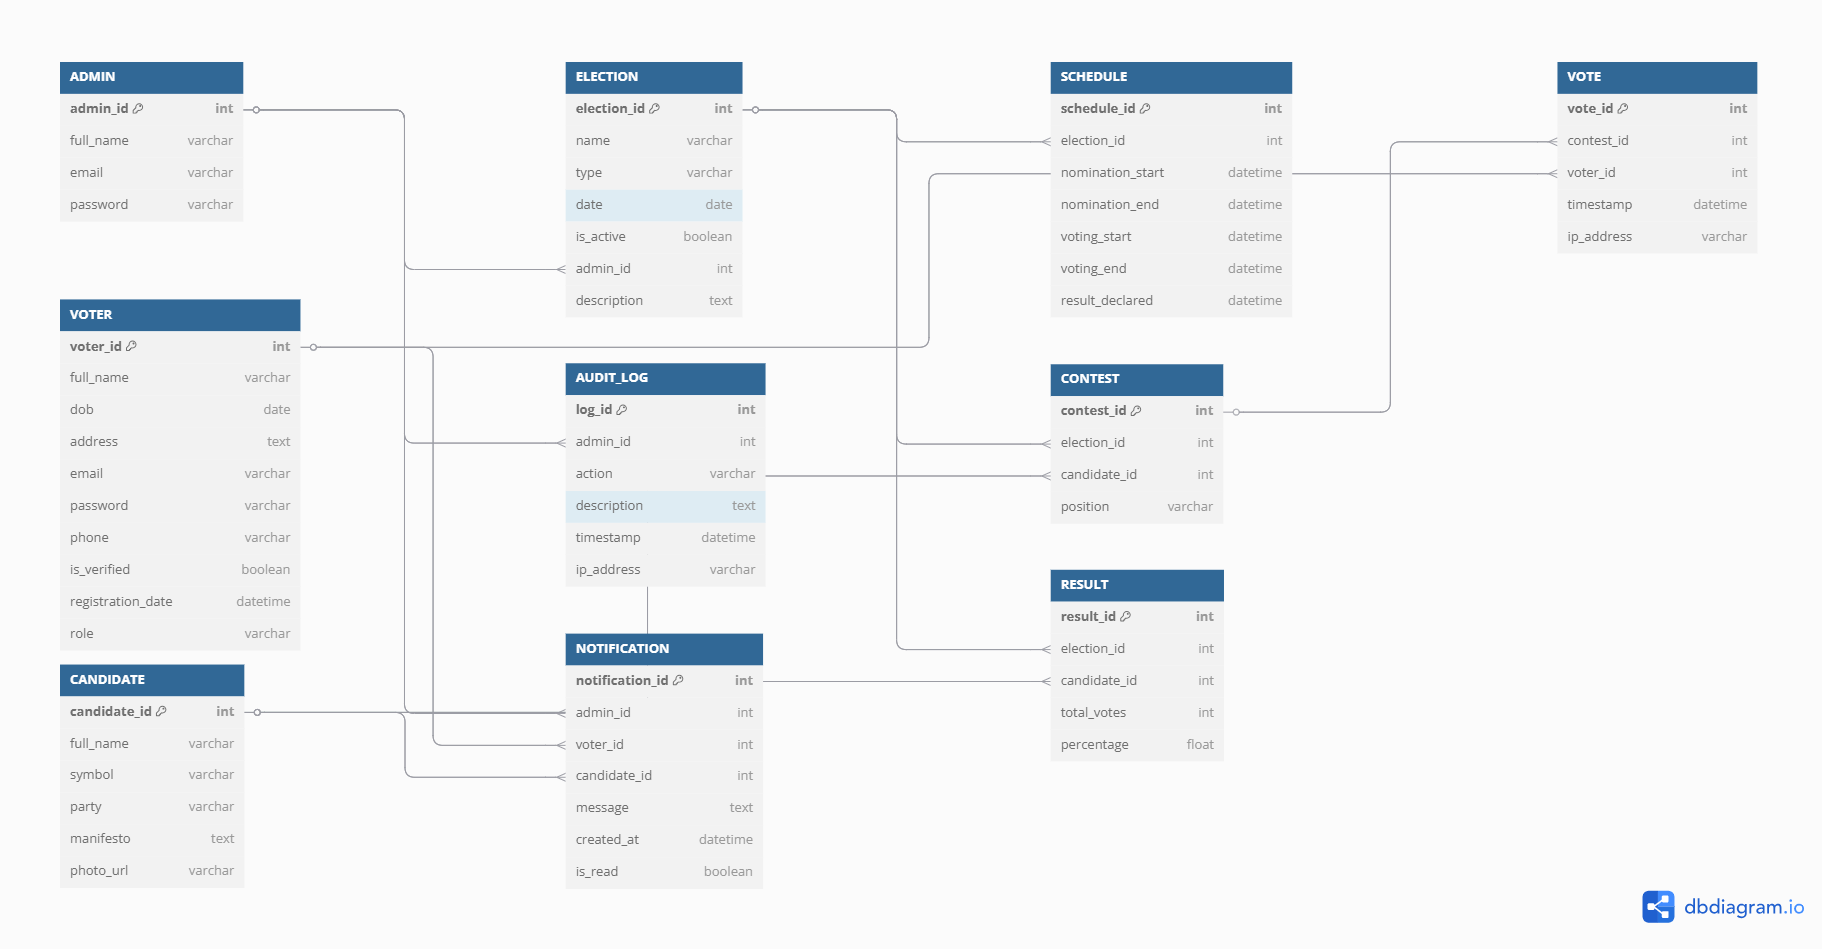 ADMIN
admin_id int
full_name varchar
email varchar
password varchar
VOTER
voter_id int
full_name varchar
dob date
address text
email varchar
password varchar
phone varchar
is_verified boolean
registration_date datetime
role varchar
CANDIDATE
candidate_id int
full_name varchar
symbol varchar
party varchar
manifesto text
photo_url varchar
ELECTION
election_id int
name varchar
type varchar
date date
is_active boolean
admin_id int
description text
AUDIT_LOG
log_id int
admin_id int
action varchar
description text
timestamp datetime
ip_address varchar
NOTIFICATION
notification_id int
admin_id int
voter_id int
candidate_id int
message text
created_at datetime
is_read boolean
SCHEDULE
schedule_id int
election_id int
nomination_start datetime
nomination_end datetime
voting_start datetime
voting_end datetime
result_declared datetime
CONTEST
contest_id int
election_id int
candidate_id int
position varchar
RESULT
result_id int
election_id int
candidate_id int
total_votes int
percentage float
VOTE
vote_id int
contest_id int
voter_id int
timestamp datetime
ip_address varchar
dbdiagram.io